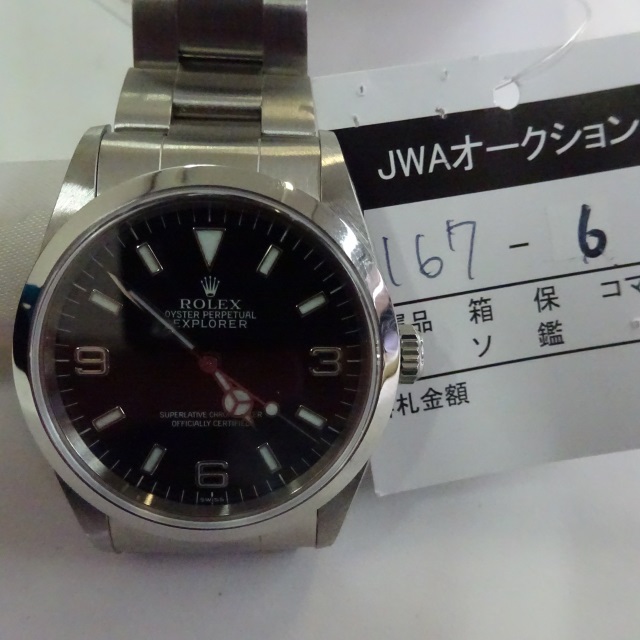 ROLEX
OYSTER PERPETUAL
EXPLORER
9
3
SUPERLATIVE
OFFICIALLY CERTIFIED
6
JWAオークション
167-6
品 箱 保 コマ
ソ 鑑
札金額